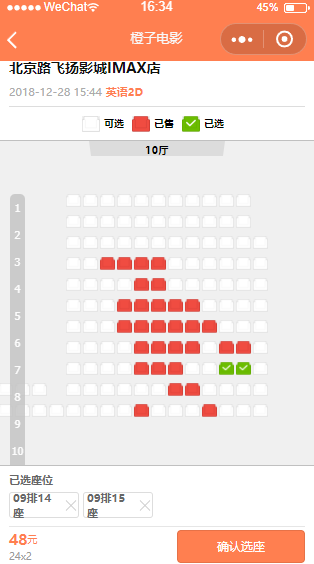 WeChat 16:34 45%
橙子电影
北京路飞扬影城IMAX店
2018-12-28 15:44 英语2D
可选 已售 已选
10厅
1
2
3
4
5
6
7
8
9
10
已选座位
09排14座
09排15座
48元
24x2
确认选座